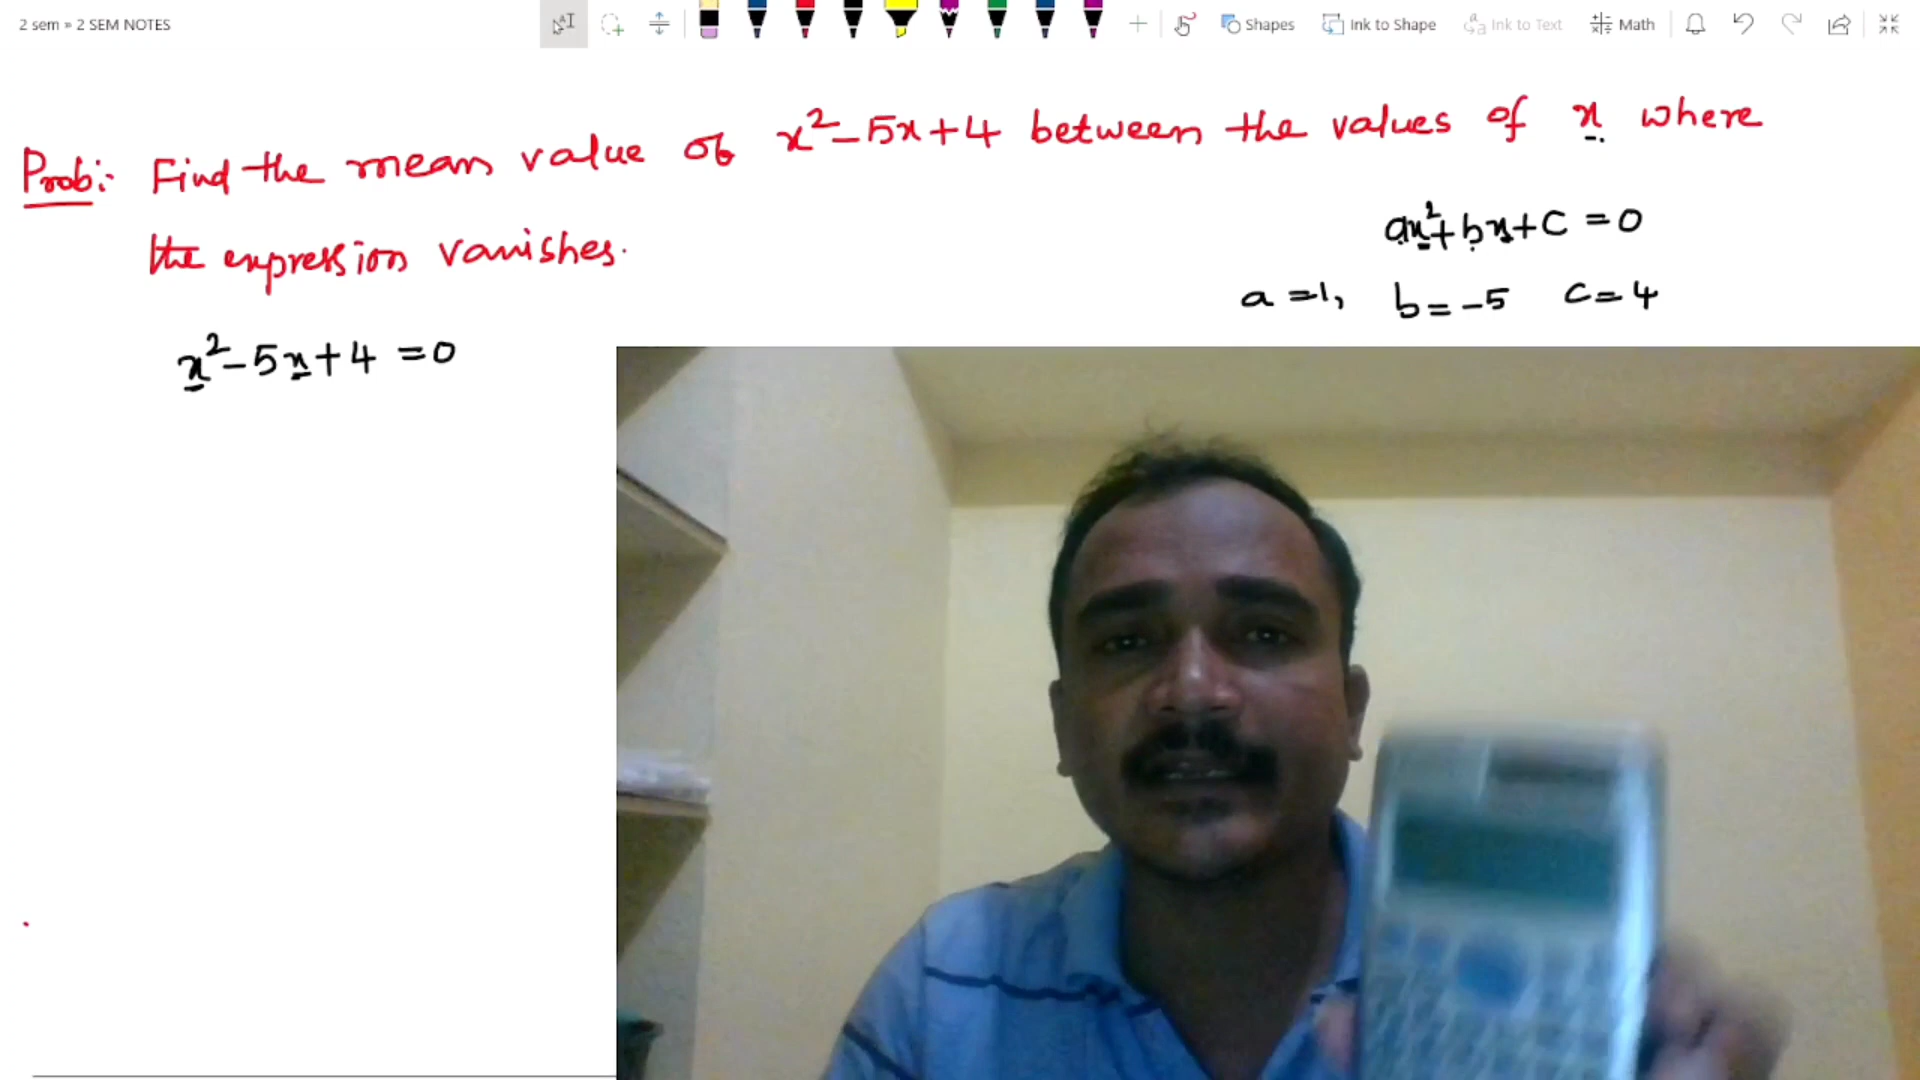 2 sem » 2 SEM NOTES
Shapes Ink to Shape Ink to Text Math
Prob:- Find the mean value of x²-5x+4 between the values of x where
the expression vanishes.
ax²+bx+c =0
a =1, b= -5 c= 4
x²-5x+4 =0